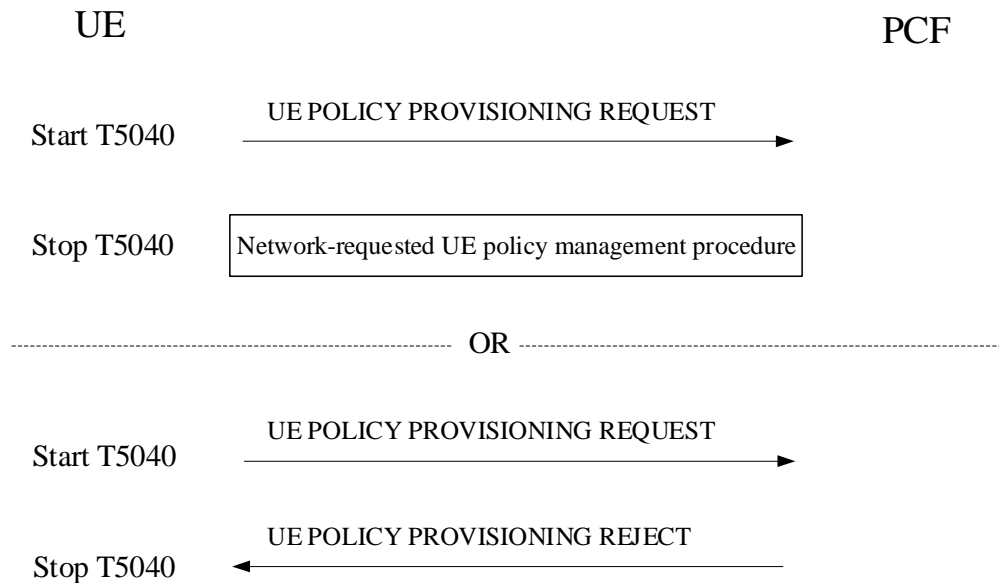 UE
PCF
UE POLICY PROVISIONING REQUEST
Start T5040
Stop T5040
Network-requested UE policy management procedure
OR
UE POLICY PROVISIONING REQUEST
Start T5040
UE POLICY PROVISIONING REJECT
Stop T5040